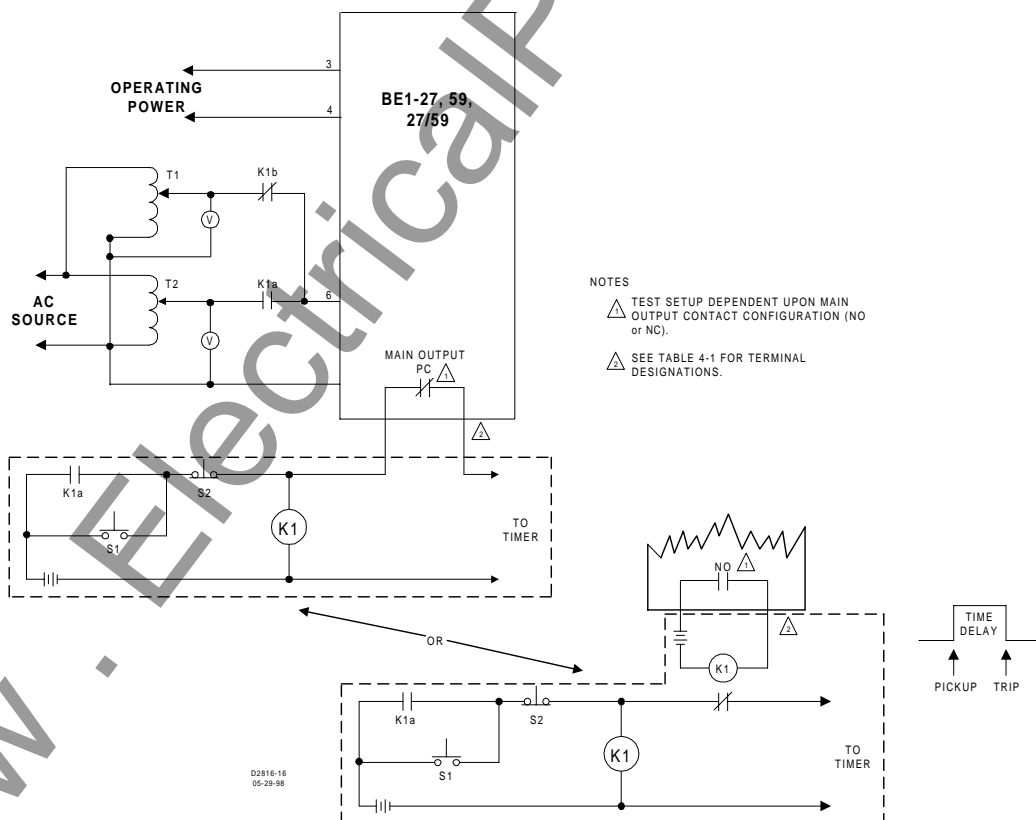 3
OPERATING
POWER
4
BE1-27, 59,
27/59
T1
K1b
V
T2
K1a
6
AC
SOURCE
V
NOTES
1 TEST SETUP DEPENDENT UPON MAIN
OUTPUT CONTACT CONFIGURATION (NO
or NC).
2 SEE TABLE 4-1 FOR TERMINAL
DESIGNATIONS.
MAIN OUTPUT
PC 1
2
K1a
S2
S1
K1
TO
TIMER
OR
NO 1
2
K1
K1a
S2
S1
K1
TO
TIMER
TIME
DELAY
PICKUP TRIP
D2816-16
05-29-98
w . ElectricalP